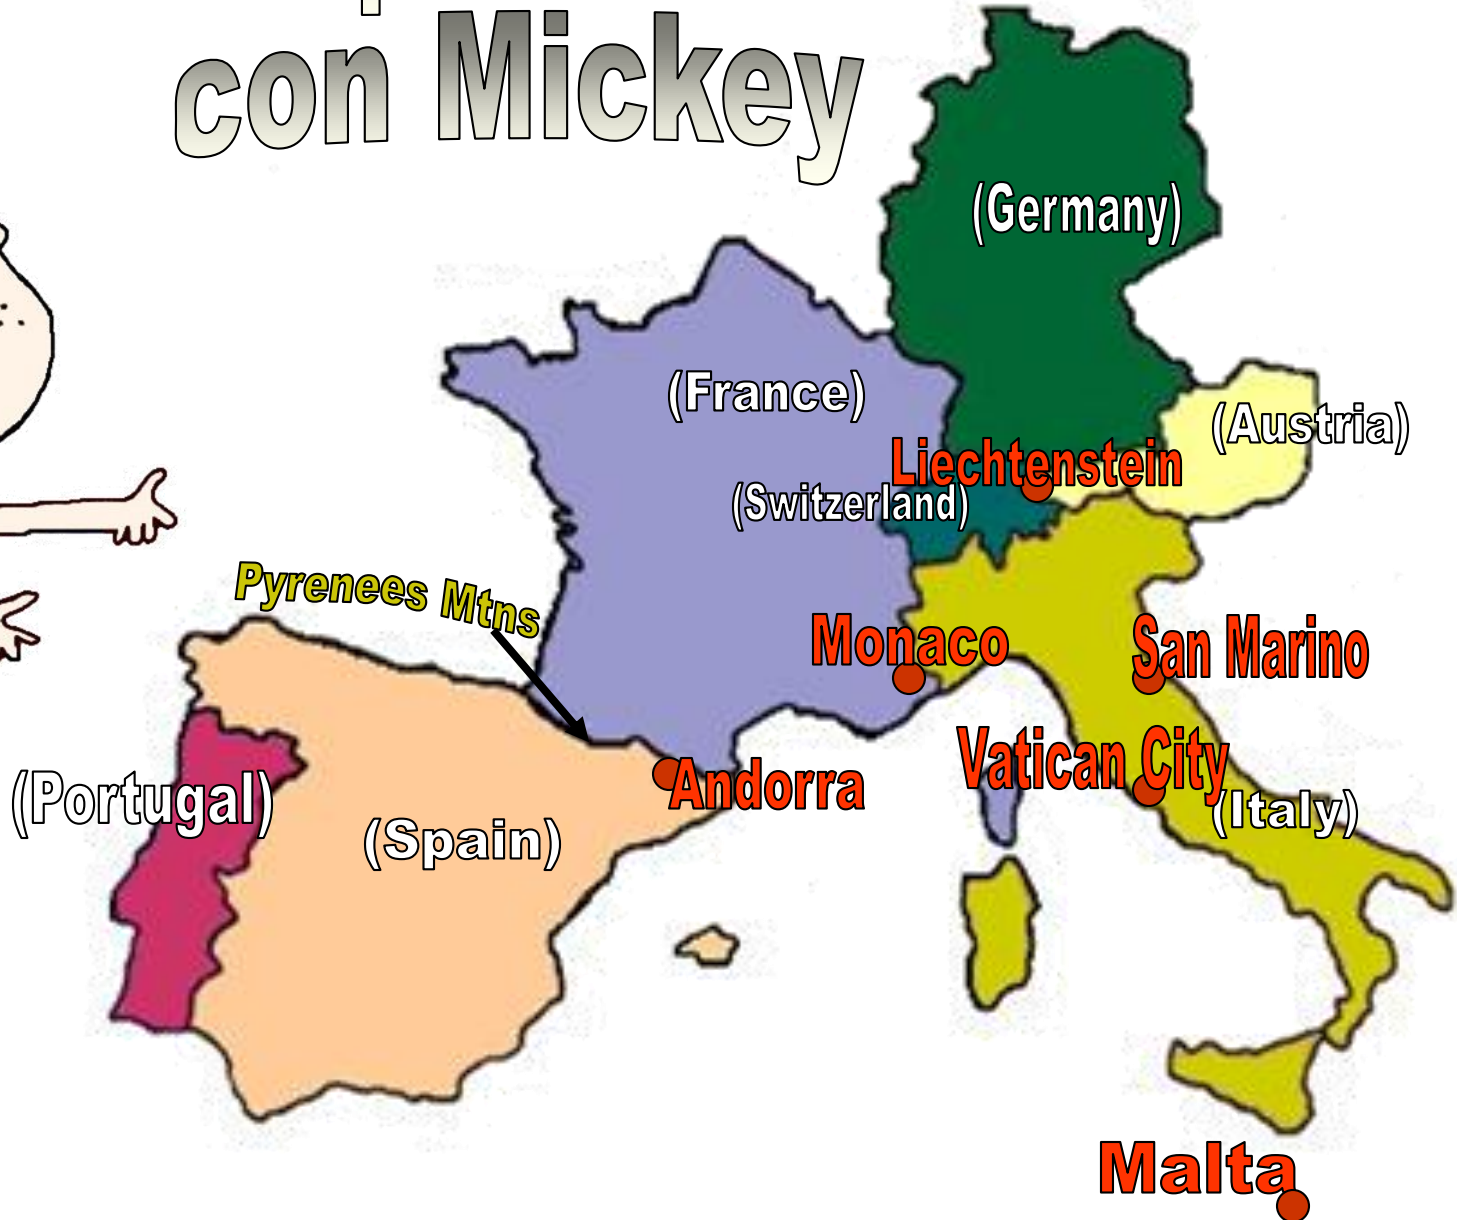 con Mickey
(Germany)
(France)
(Austria)
Liechtenstein
(Switzerland)
Pyrenees Mtns
Monaco
San Marino
Vatican City
Andorra
(Portugal)
(Italy)
(Spain)
Malta